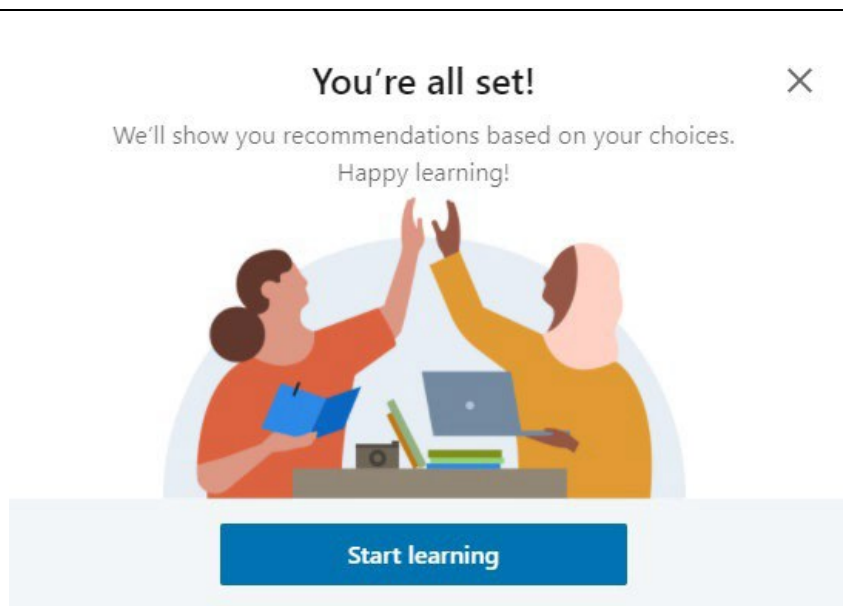 You’re all set!
We’ll show you recommendations based on your choices.
Happy learning!
Start learning